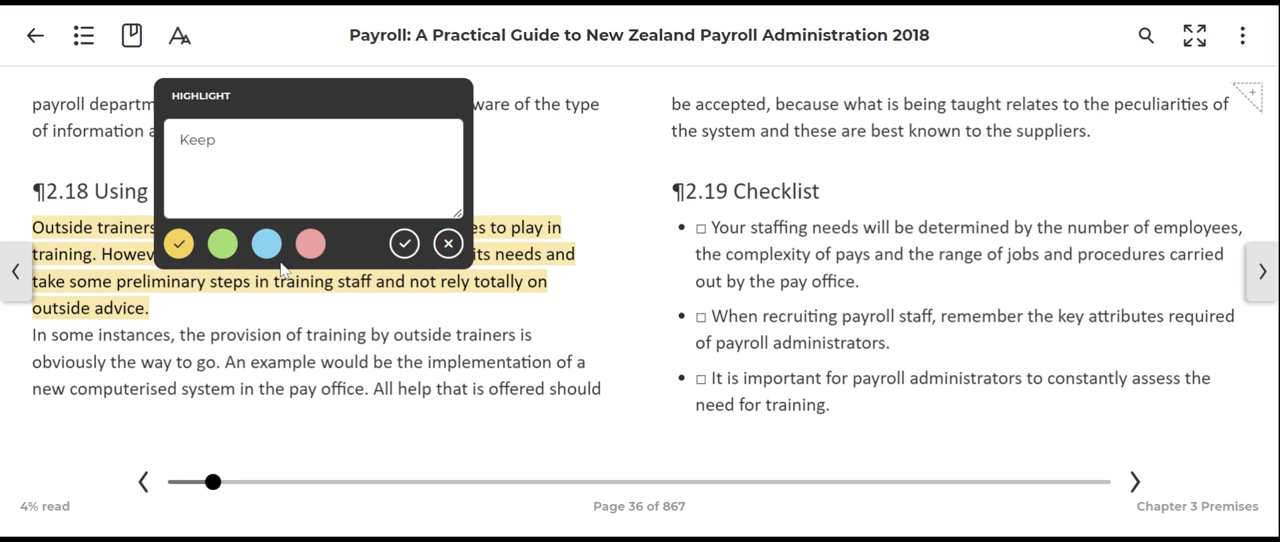 Payroll: A Practical Guide to New Zealand Payroll Administration 2018
payroll departm
ware of the type
of information a
HIGHLIGHT
Keep
¶2.18 Using
Outside trainers
es to play in
training. Howev
its needs and
take some preliminary steps in training staff and not rely totally on
outside advice.
In some instances, the provision of training by outside trainers is
obviously the way to go. An example would be the implementation of a
new computerised system in the pay office. All help that is offered should
be accepted, because what is being taught relates to the peculiarities of
the system and these are best known to the suppliers.
¶2.19 Checklist
• □ Your staffing needs will be determined by the number of employees,
the complexity of pays and the range of jobs and procedures carried
out by the pay office.
• □ When recruiting payroll staff, remember the key attributes required
of payroll administrators.
• □ It is important for payroll administrators to constantly assess the
need for training.
4% read
Page 36 of 867
Chapter 3 Premises